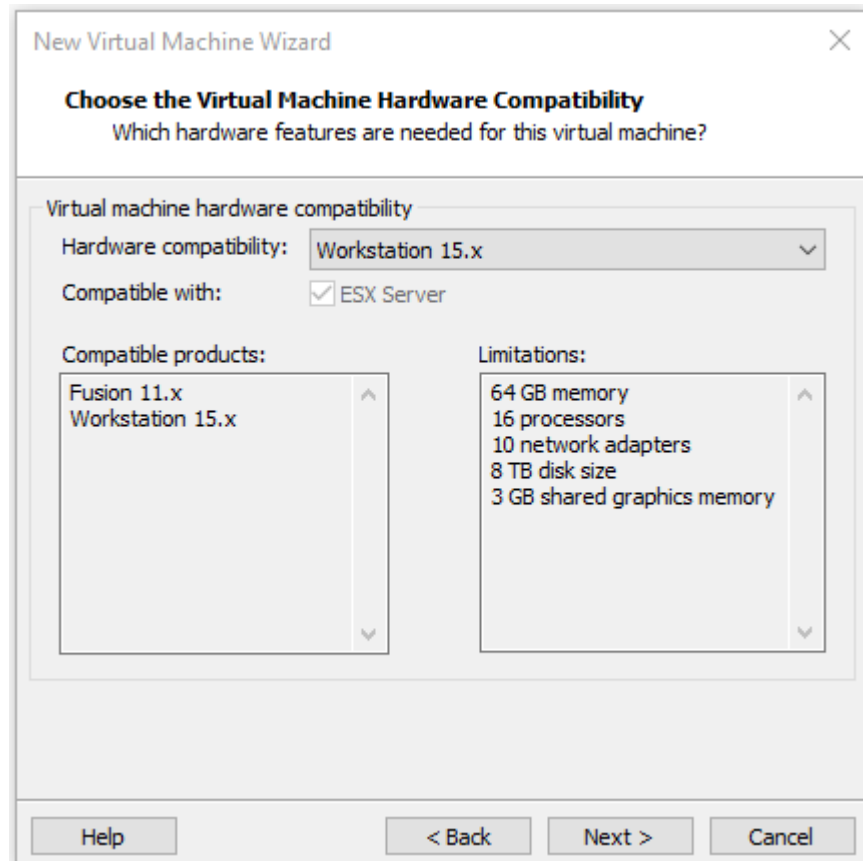 New Virtual Machine Wizard
Choose the Virtual Machine Hardware Compatibility
Which hardware features are needed for this virtual machine?
Virtual machine hardware compatibility
Hardware compatibility: Workstation 15.x
Compatible with: ESX Server
Compatible products:
Fusion 11.x
Workstation 15.x
Limitations:
64 GB memory
16 processors
10 network adapters
8 TB disk size
3 GB shared graphics memory
Help < Back Next > Cancel